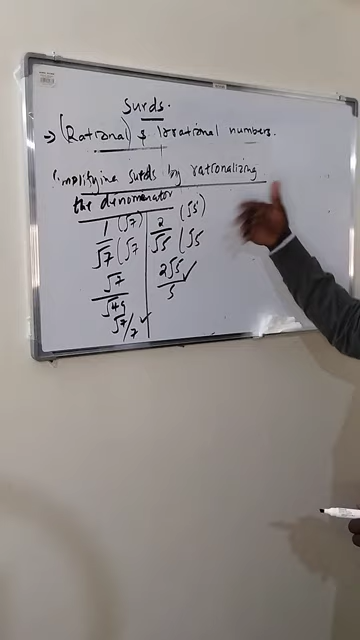 Surds.
→ (Rational) & Irrational numbers.
implifying surds by rationalizing
the denominator
1 (√7)
√7 (√7
√7
√49
√7/7 ✓
2 (√5)
√5 (√5
2√5 ✓
5